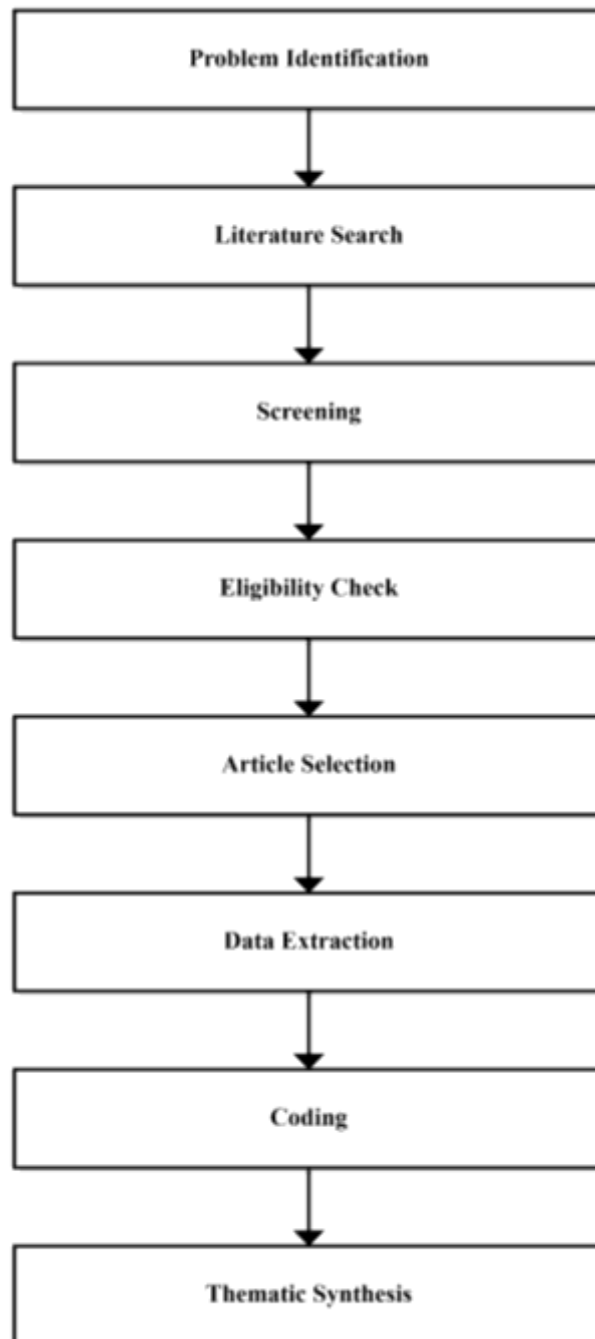 Problem Identification
Literature Search
Screening
Eligibility Check
Article Selection
Data Extraction
Coding
Thematic Synthesis